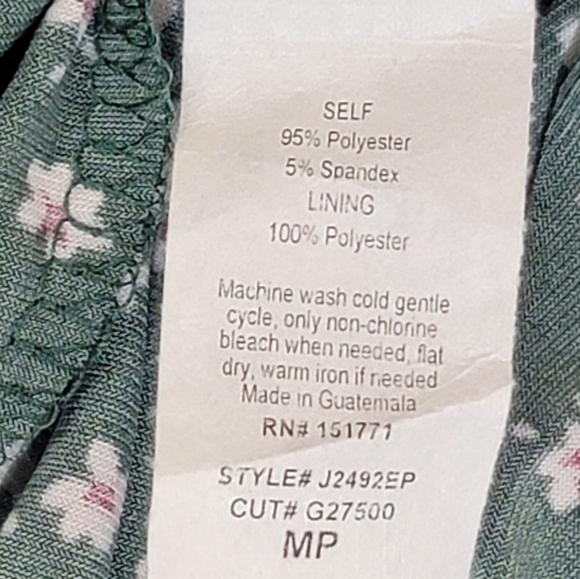 SELF
95% Polyester
5% Spandex
LINING
100% Polyester
Machine wash cold gentle
cycle, only non-chlorine
bleach when needed, flat
dry, warm iron if needed
Made in Guatemala
RN# 151771
STYLE# J2492EP
CUT# G27500
MP